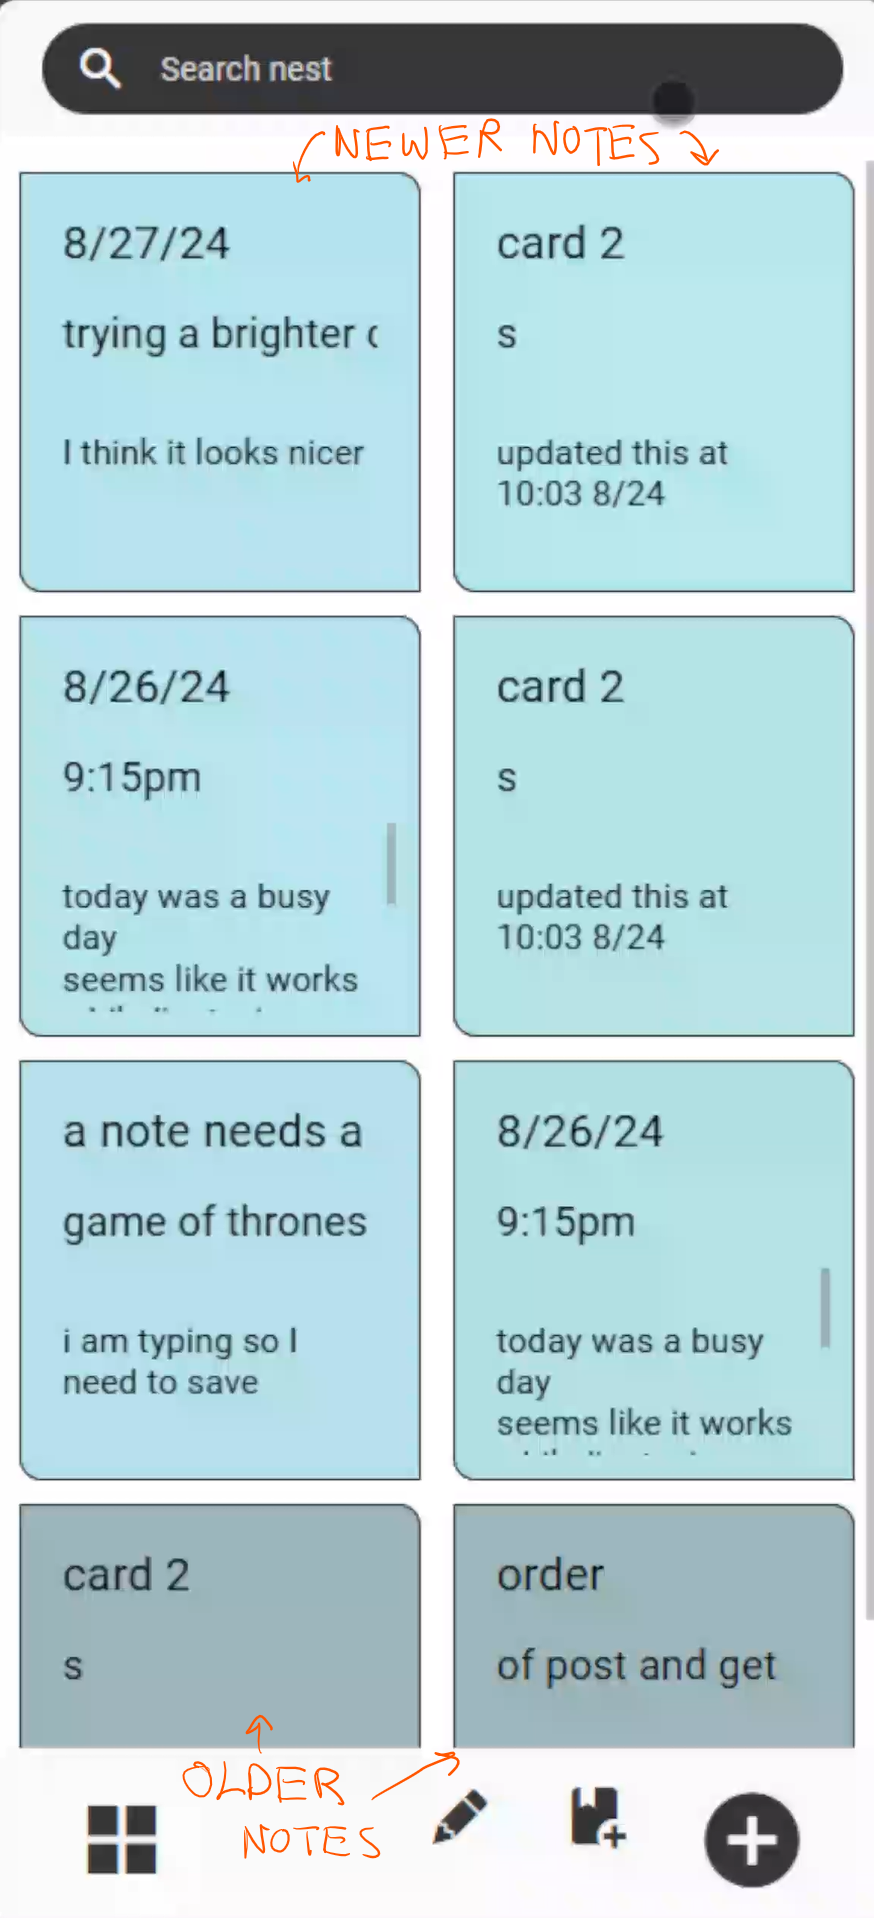 Search nest
NEWER NOTES
8/27/24
trying a brighter
I think it looks nicer
card 2
s
updated this at
10:03 8/24
8/26/24
9:15pm
today was a busy
day
seems like it works
card 2
s
updated this at
10:03 8/24
a note needs a
game of thrones
i am typing so I
need to save
8/26/24
9:15pm
today was a busy
day
seems like it works
card 2
s
order
of post and get
OLDER
NOTES